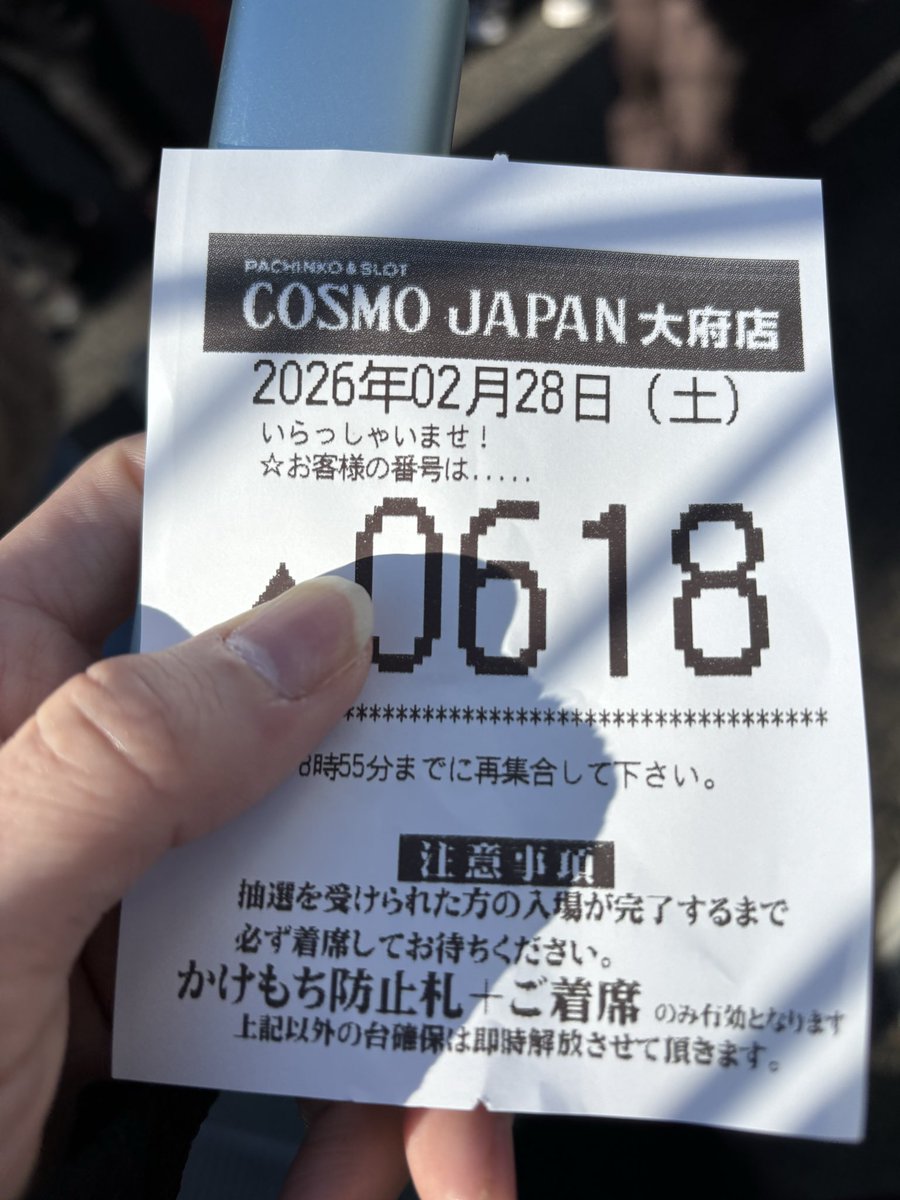 PACHINKO & SLOT
COSMO JAPAN 大府店
2026年02月28日（土）
いらっしゃいませ！
☆お客様の番号は.....
0618
*************************************
8時55分までに再集合して下さい。
注意事項
抽選を受けられた方の入場が完了するまで
必ず着席してお待ちください。
かけもち防止札＋ご着席 のみ有効となります
上記以外の台確保は即時解放させて頂きます。